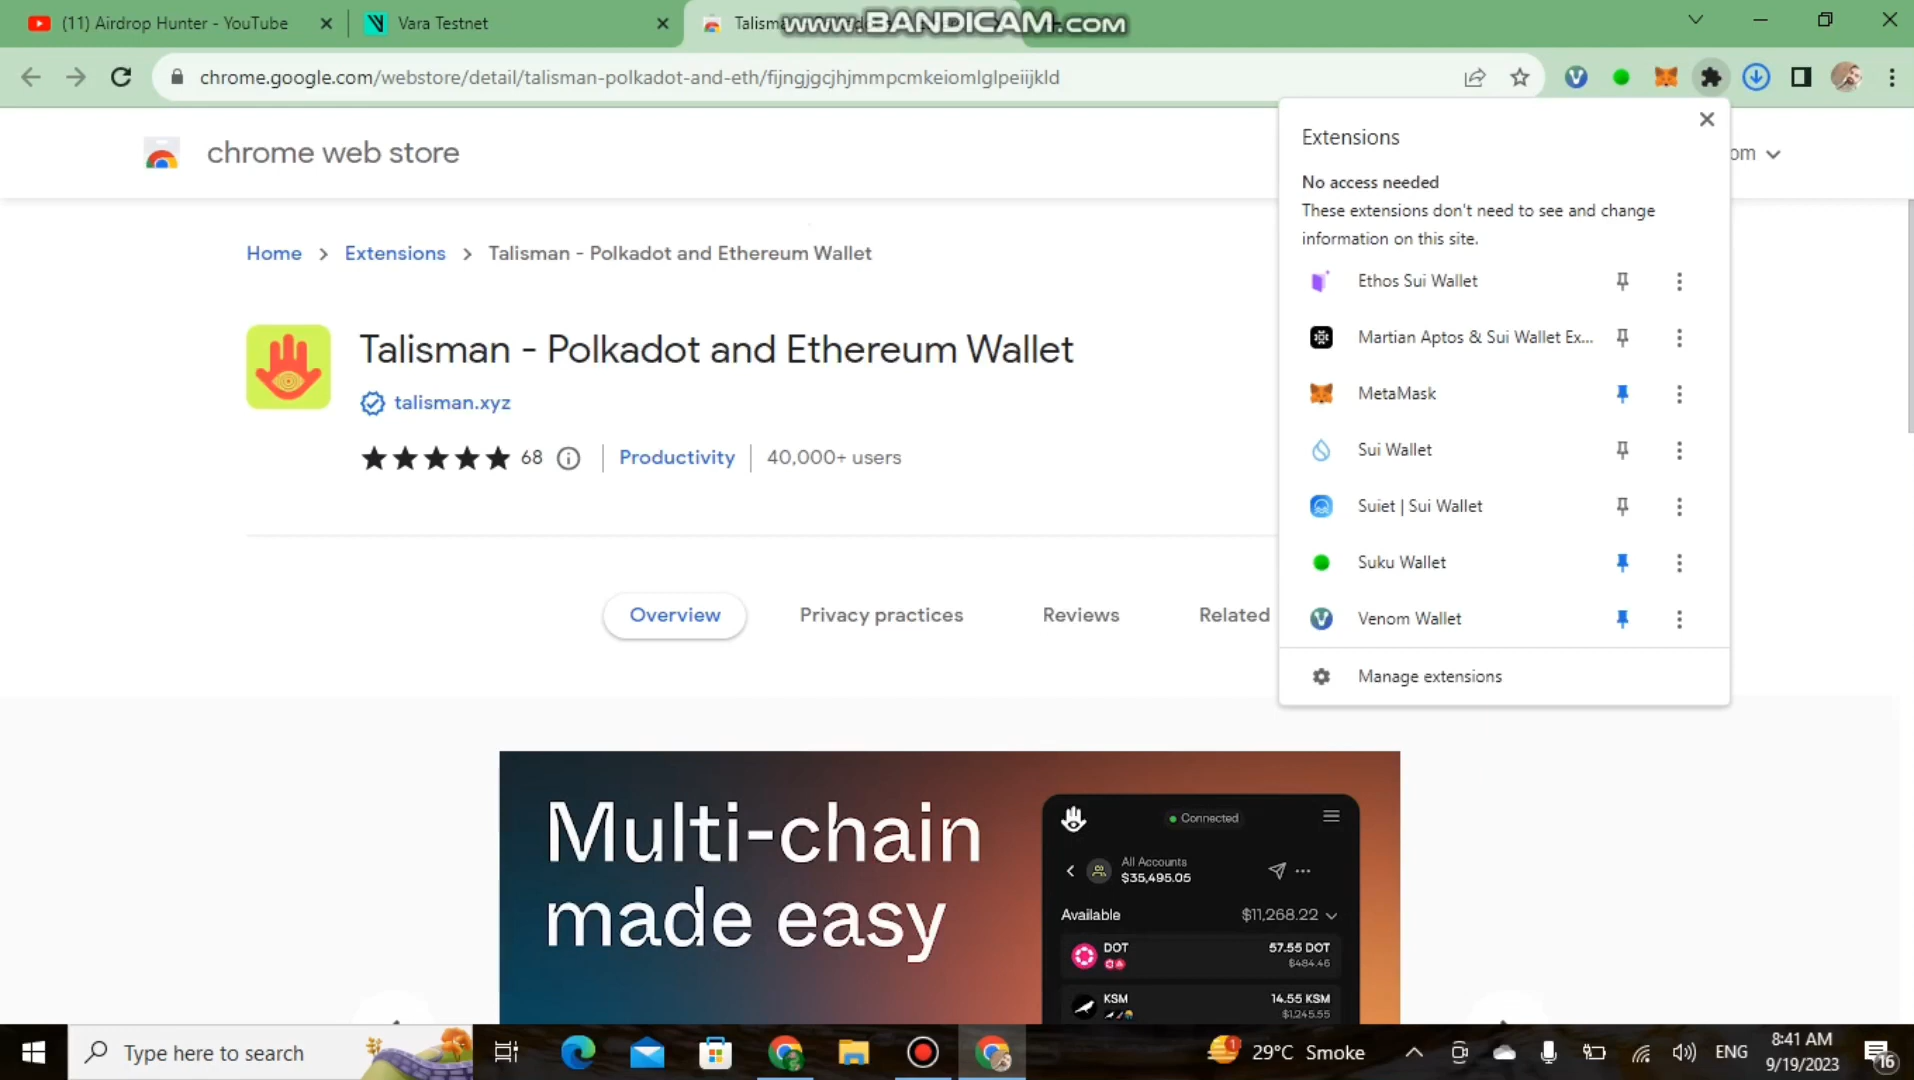 (11) Airdrop Hunter - YouTube
Vara Testnet
Talism
www.BANDICAM.com
chrome.google.com/webstore/detail/talisman-polkadot-and-eth/fijngjgcjhjmmpcmkeiomlglpeiijkld
chrome web store
om
Home > Extensions > Talisman - Polkadot and Ethereum Wallet
Talisman - Polkadot and Ethereum Wallet
talisman.xyz
68
Productivity
40,000+ users
Overview
Privacy practices
Reviews
Related
Extensions
No access needed
These extensions don't need to see and change
information on this site.
Ethos Sui Wallet
Martian Aptos & Sui Wallet Ex...
MetaMask
Sui Wallet
Suiet | Sui Wallet
Suku Wallet
Venom Wallet
Manage extensions
Multi-chain
made easy
Connected
All Accounts
$35,495.05
Available
$11,268.22
DOT
57.55 DOT
$484.46
KSM
14.55 KSM
$1,245.55
Type here to search
1
29°C Smoke
ENG
8:41 AM
9/19/2023
16